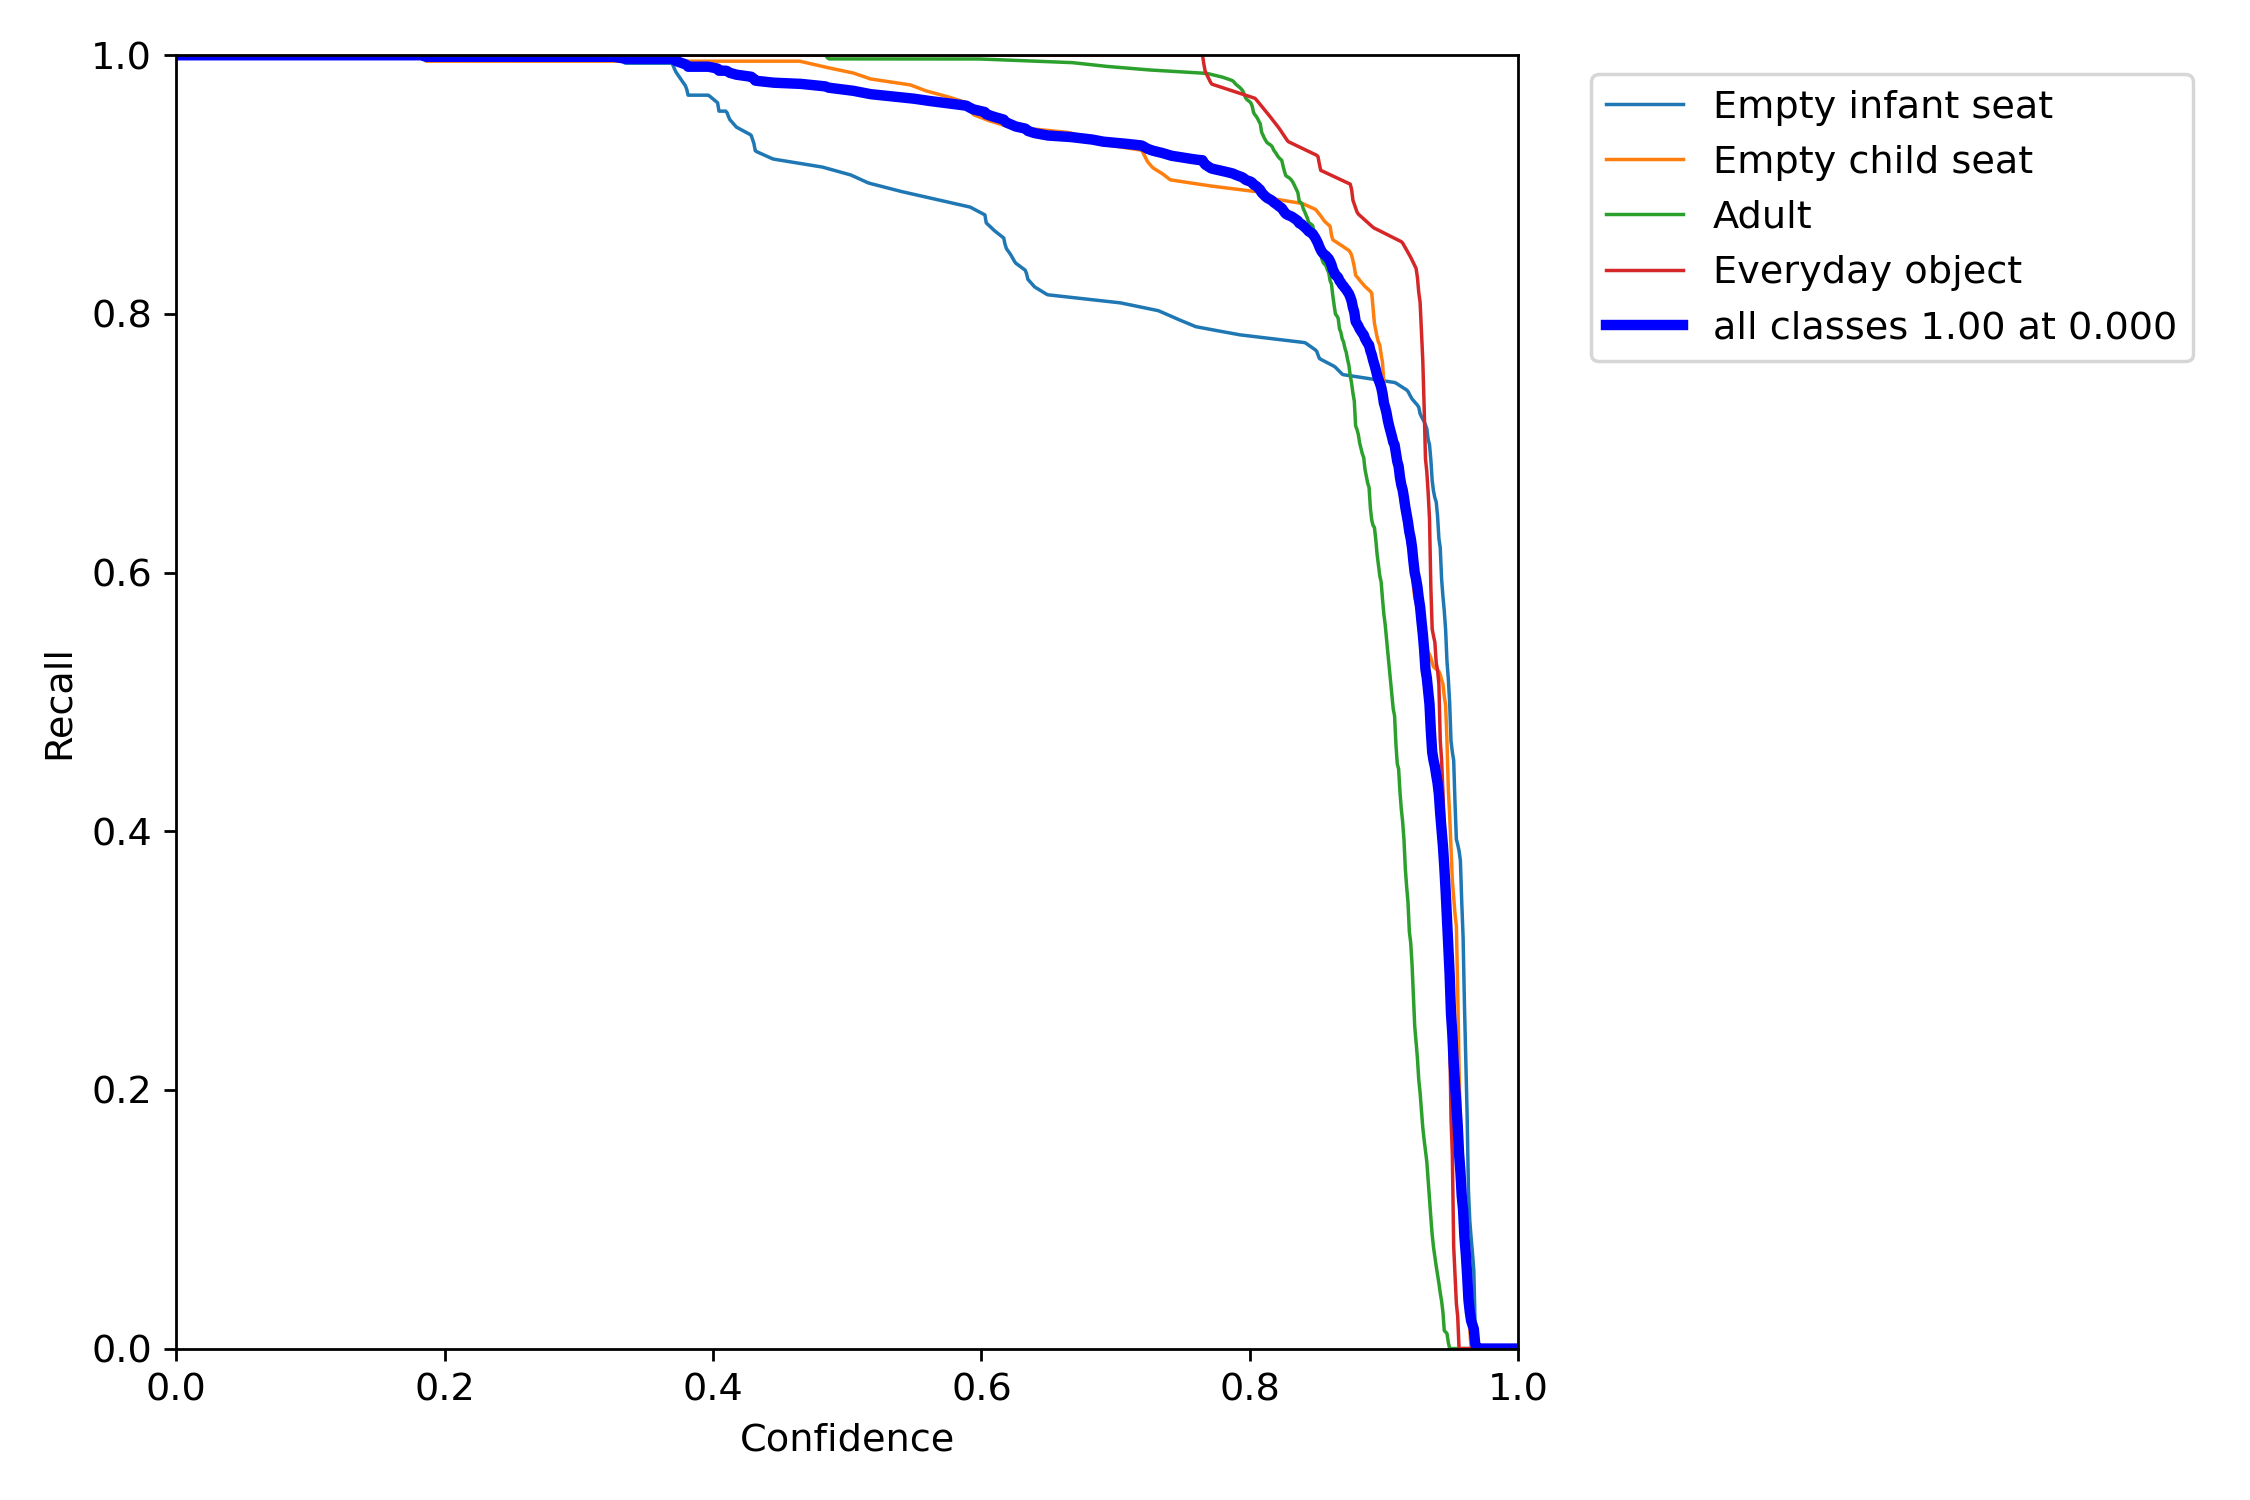 1.0
0.8
0.6
0.4
0.2
0.0
0.0 0.2 0.4 0.6 0.8 1.0
Recall
Confidence
Empty infant seat
Empty child seat
Adult
Everyday object
all classes 1.00 at 0.000